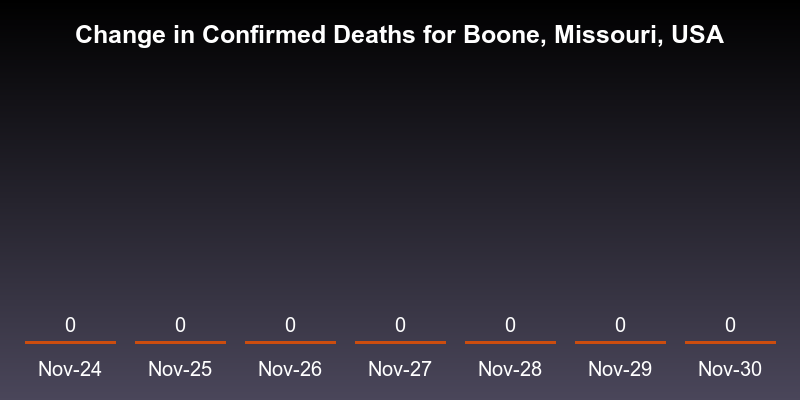 Change in Confirmed Deaths for Boone, Missouri, USA
0 0 0 0 0 0 0
Nov-24 Nov-25 Nov-26 Nov-27 Nov-28 Nov-29 Nov-30